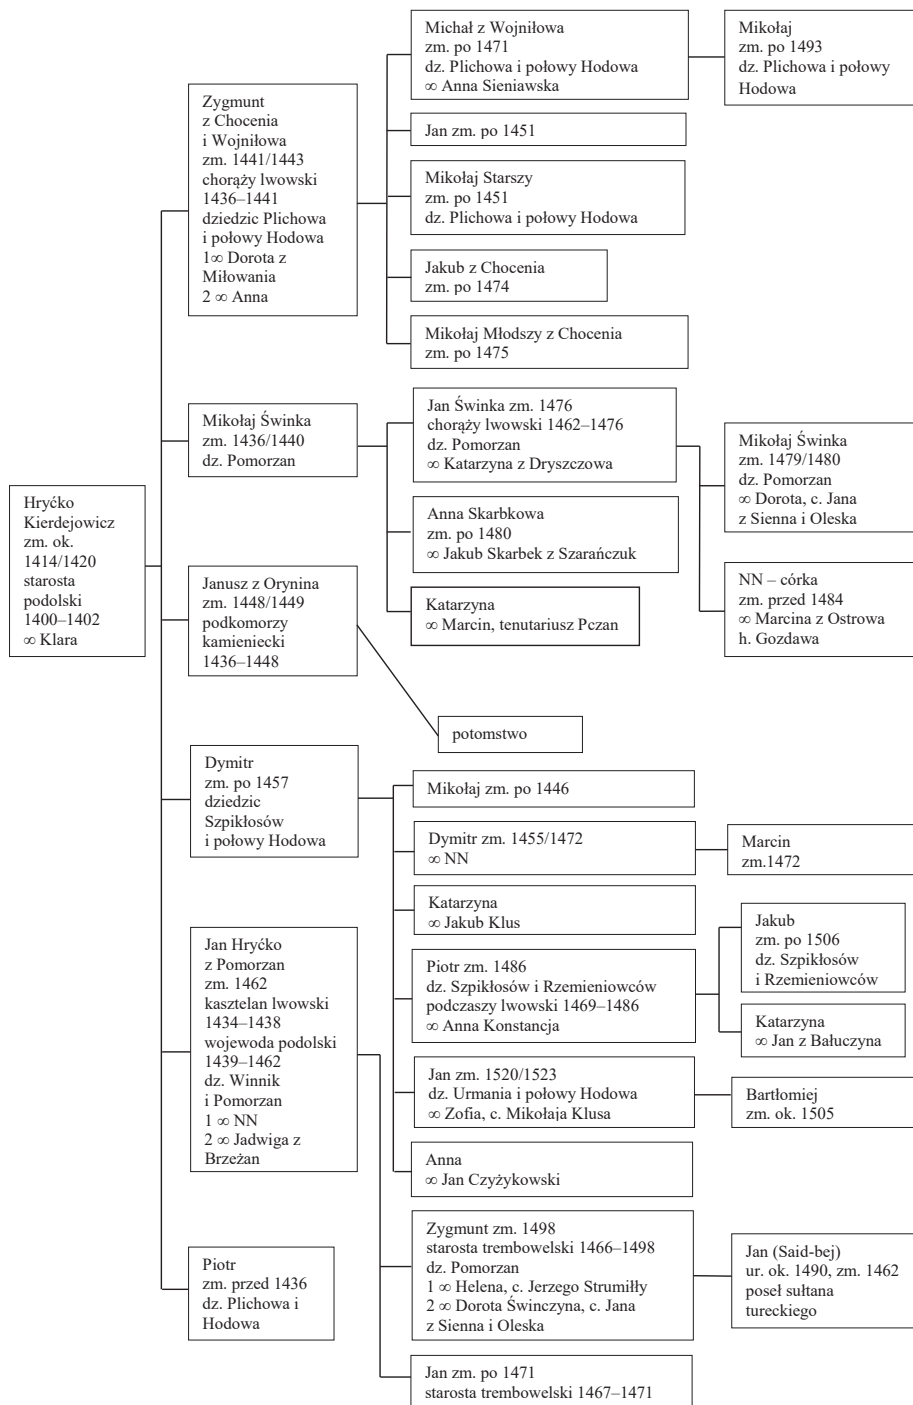 Hryćko
Kierdejowicz
zm. ok.
1414/1420
starosta
podolski
1400–1402
∞ Klara
Zygmunt
z Chocenia
i Wojniłowa
zm. 1441/1443
chorąży lwowski
1436–1441
dziedzic Plichowa
i połowy Hodowa
1∞ Dorota z
Miłowania
2 ∞ Anna
Mikołaj Świnka
zm. 1436/1440
dz. Pomorzan
Janusz z Orynina
zm. 1448/1449
podkomorzy
kamieniecki
1436–1448
Dymitr
zm. po 1457
dziedzic
Szpikłosów
i połowy Hodowa
Jan Hryćko
z Pomorzan
zm. 1462
kasztelan lwowski
1434–1438
wojewoda podolski
1439–1462
dz. Winnik
i Pomorzan
1 ∞ NN
2 ∞ Jadwiga z
Brzeżan
Piotr
zm. przed 1436
dz. Plichowa i
Hodowa
Michał z Wojniłowa
zm. po 1471
dz. Plichowa i połowy Hodowa
∞ Anna Sieniawska
Jan zm. po 1451
Mikołaj Starszy
zm. po 1451
dz. Plichowa i połowy Hodowa
Jakub z Chocenia
zm. po 1474
Mikołaj Młodszy z Chocenia
zm. po 1475
Jan Świnka zm. 1476
chorąży lwowski 1462–1476
dz. Pomorzan
∞ Katarzyna z Dryszczowa
Anna Skarbkowa
zm. po 1480
∞ Jakub Skarbek z Szarańczuk
Katarzyna
∞ Marcin, tenutariusz Pczan
potomstwo
Mikołaj zm. po 1446
Dymitr zm. 1455/1472
∞ NN
Katarzyna
∞ Jakub Klus
Piotr zm. 1486
dz. Szpikłosów i Rzemieniowców
podczaszy lwowski 1469–1486
∞ Anna Konstancja
Jan zm. 1520/1523
dz. Urmania i połowy Hodowa
∞ Zofia, c. Mikołaja Klusa
Anna
∞ Jan Czyżykowski
Zygmunt zm. 1498
starosta trembowelski 1466–1498
dz. Pomorzan
1 ∞ Helena, c. Jerzego Strumiłły
2 ∞ Dorota Świnczyna, c. Jana
z Sienna i Oleska
Jan zm. po 1471
starosta trembowelski 1467–1471
Mikołaj
zm. po 1493
dz. Plichowa i połowy
Hodowa
Mikołaj Świnka
zm. 1479/1480
dz. Pomorzan
∞ Dorota, c. Jana
z Sienna i Oleska
NN – córka
zm. przed 1484
∞ Marcina z Ostrowa
h. Gozdawa
Marcin
zm.1472
Jakub
zm. po 1506
dz. Szpikłosów
i Rzemieniowców
Katarzyna
∞ Jan z Bałuczyna
Bartłomiej
zm. ok. 1505
Jan (Said-bej)
ur. ok. 1490, zm. 1462
poseł sułtana
tureckiego